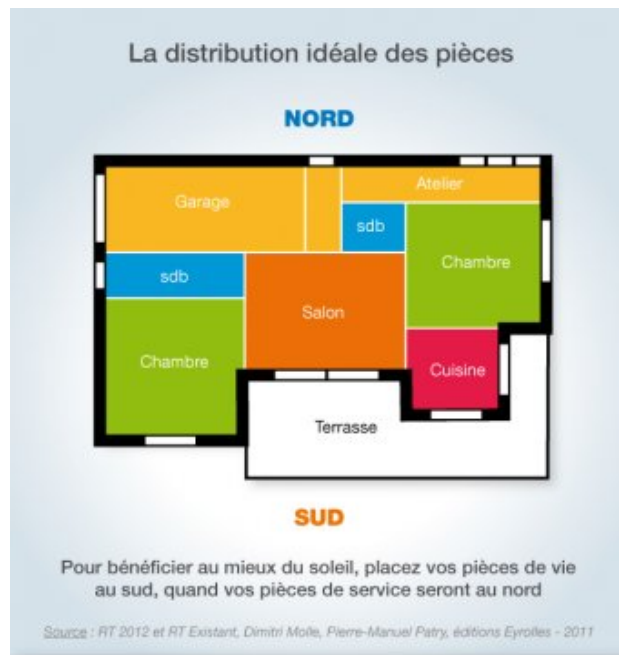 La distribution idéale des pièces
NORD
Garage
Atelier
sdb
Chambre
sdb
Salon
Chambre
Cuisine
Terrasse
SUD
Pour bénéficier au mieux du soleil, placez vos pièces de vie
au sud, quand vos pièces de service seront au nord
Source : RT 2012 et RT Existant, Dimitri Molle, Pierre-Manuel Patry, éditions Eyrolles - 2011